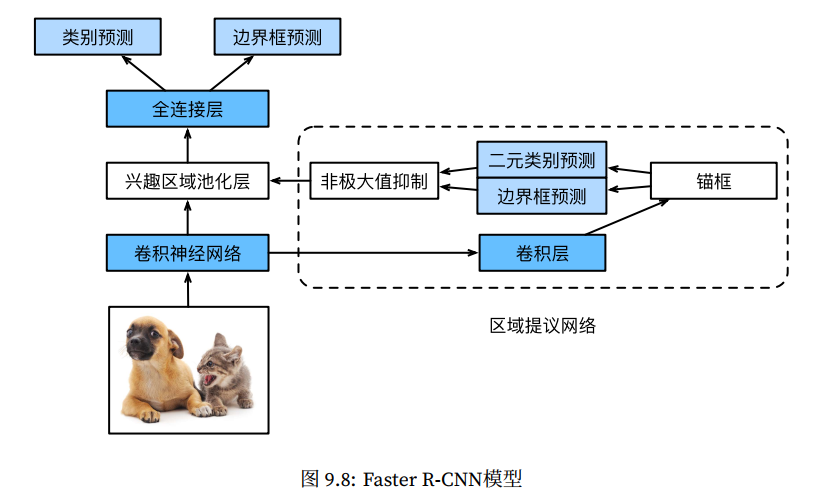 类别预测
边界框预测
全连接层
兴趣区域池化层
非极大值抑制
二元类别预测
边界框预测
锚框
卷积神经网络
卷积层
区域提议网络
图 9.8: Faster R-CNN模型